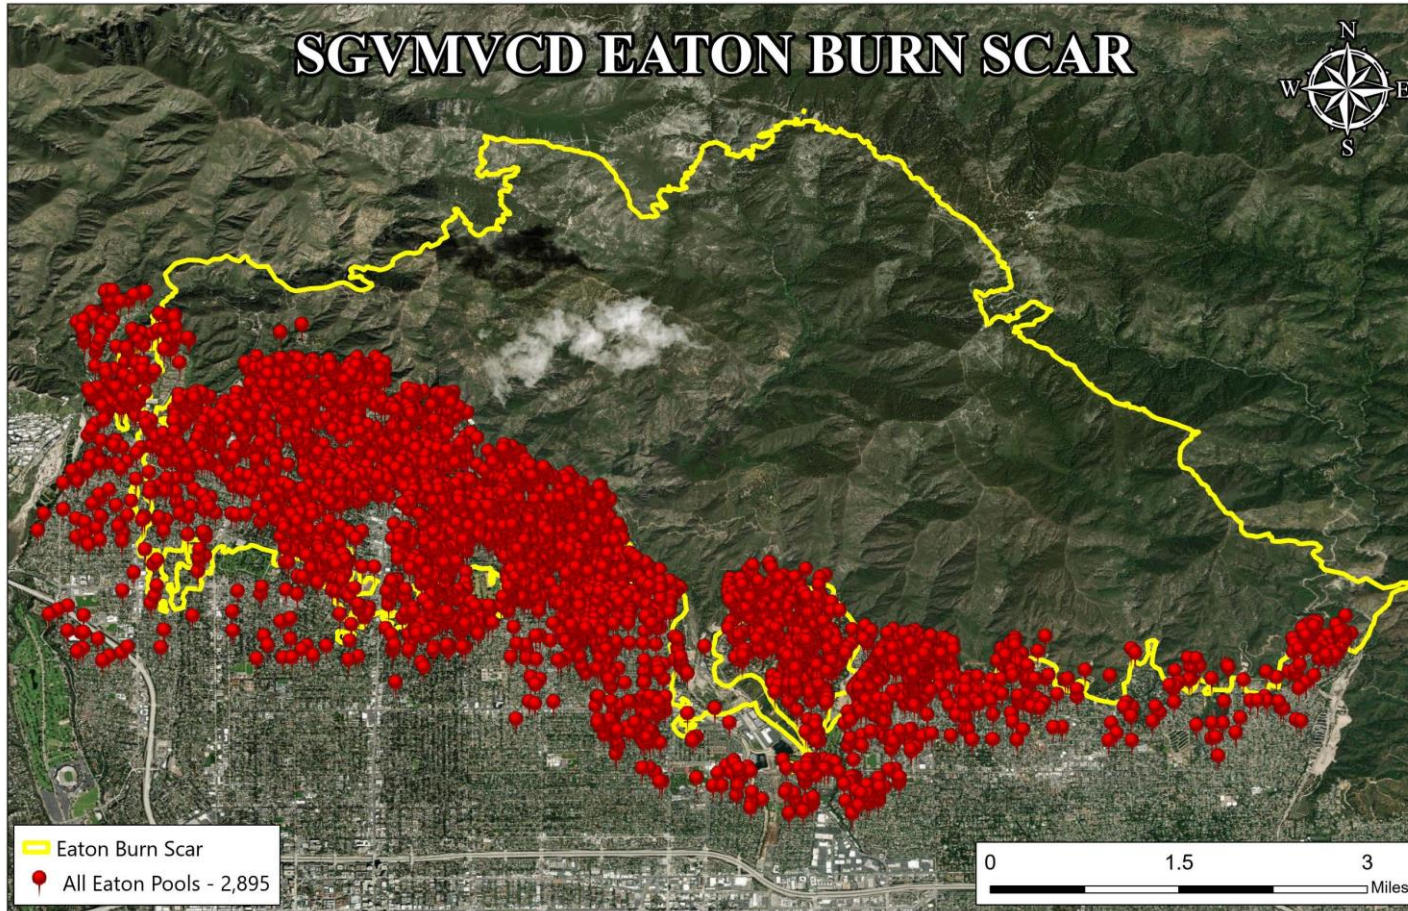 SGVMVCD EATON BURN SCAR
N
W E
S
Eaton Burn Scar
All Eaton Pools - 2,895
0 1.5 3
Miles